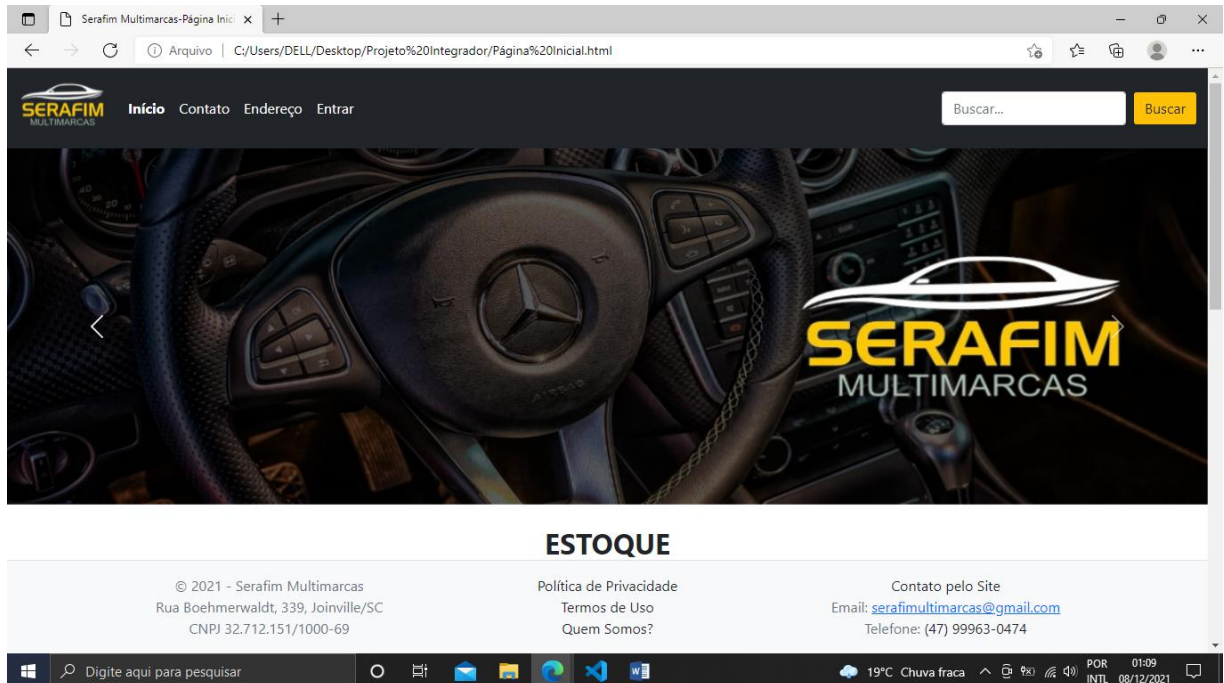 Serafim Multimarcas-Página Inici
Arquivo | C:/Users/DELL/Desktop/Projeto%20Integrador/Página%20Inicial.html
SERAFIM
MULTIMARCAS
Início Contato Endereço Entrar
Buscar... Buscar
SERAFIM
MULTIMARCAS
AIRBAG
ESTOQUE
© 2021 - Serafim Multimarcas
Rua Boehmerwaldt, 339, Joinville/SC
CNPJ 32.712.151/1000-69
Política de Privacidade
Termos de Uso
Quem Somos?
Contato pelo Site
Email: serafimultimarcas@gmail.com
Telefone: (47) 99963-0474
Digite aqui para pesquisar
19°C Chuva fraca
POR
INTL
01:09
08/12/2021